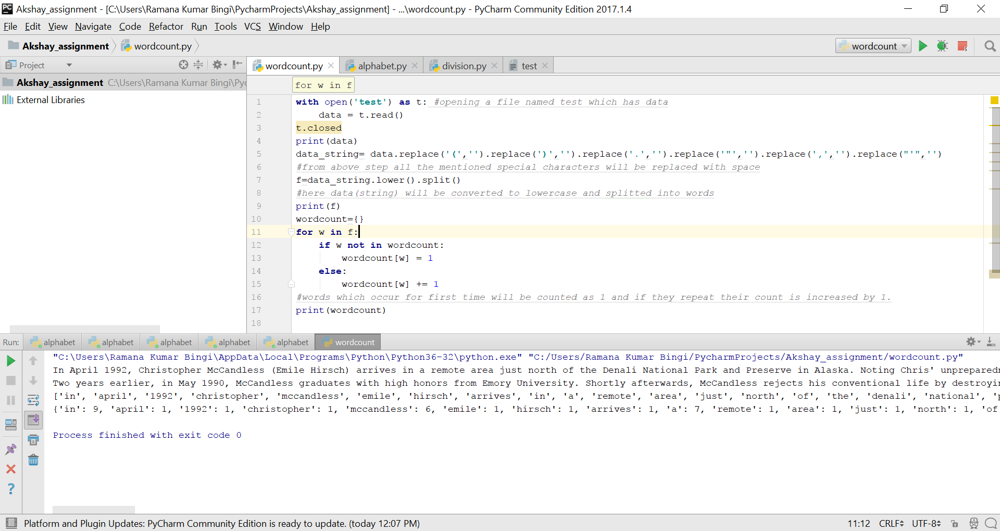 Akshay_assignment - [C:\Users\Ramana Kumar Bingi\PycharmProjects\Akshay_assignment] - ...\wordcount.py - PyCharm Community Edition 2017.1.4
File Edit View Navigate Code Refactor Run Tools VCS Window Help
Akshay_assignment wordcount.py wordcount 5
Project wordcount.py alphabet.py division.py test
Akshay_assignment C:\Users\Ramana Kumar Bingi\Pyc
for w in f
External Libraries
1 with open('test') as t: #opening a file named test which has data
2     data = t.read()
3 t.closed
4 print(data)
5 data_string= data.replace('(','').replace(')','').replace('.','').replace('"','').replace(',','').replace("'",'')
6 #from above step all the mentioned special characters will be replaced with space
7 f=data_string.lower().split()
8 #here data(string) will be converted to lowercase and splitted into words
9 print(f)
10 wordcount={}
11 for w in f:
12     if w not in wordcount:
13         wordcount[w] = 1
14     else:
15         wordcount[w] += 1
16 #words which occur for first time will be counted as 1 and if they repeat their count is increased by 1.
17 print(wordcount)
18
Run: alphabet alphabet alphabet alphabet alphabet wordcount
"C:\Users\Ramana Kumar Bingi\AppData\Local\Programs\Python\Python36-32\python.exe" "C:/Users/Ramana Kumar Bingi/PycharmProjects/Akshay_assignment/wordcount.py"
In April 1992, Christopher McCandless (Emile Hirsch) arrives in a remote area just north of the Denali National Park and Preserve in Alaska. Noting Chris' unpreparedn
Two years earlier, in May 1990, McCandless graduates with high honors from Emory University. Shortly afterwards, McCandless rejects his conventional life by destroyin
['in', 'april', '1992', 'christopher', 'mccandless', 'emile', 'hirsch', 'arrives', 'in', 'a', 'remote', 'area', 'just', 'north', 'of', 'the', 'denali', 'national', 'p
{'in': 9, 'april': 1, '1992': 1, 'christopher': 1, 'mccandless': 6, 'emile': 1, 'hirsch': 1, 'arrives': 1, 'a': 7, 'remote': 1, 'area': 1, 'just': 1, 'north': 1, 'of
Process finished with exit code 0
Platform and Plugin Updates: PyCharm Community Edition is ready to update. (today 12:07 PM) 11:12 CRLF UTF-8